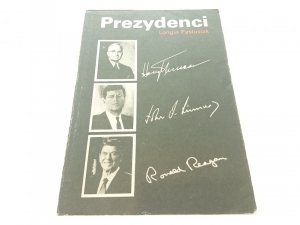 Prezydenci
Longin Pastusiak
Harry Truman
John F. Kennedy
Ronald Reagan